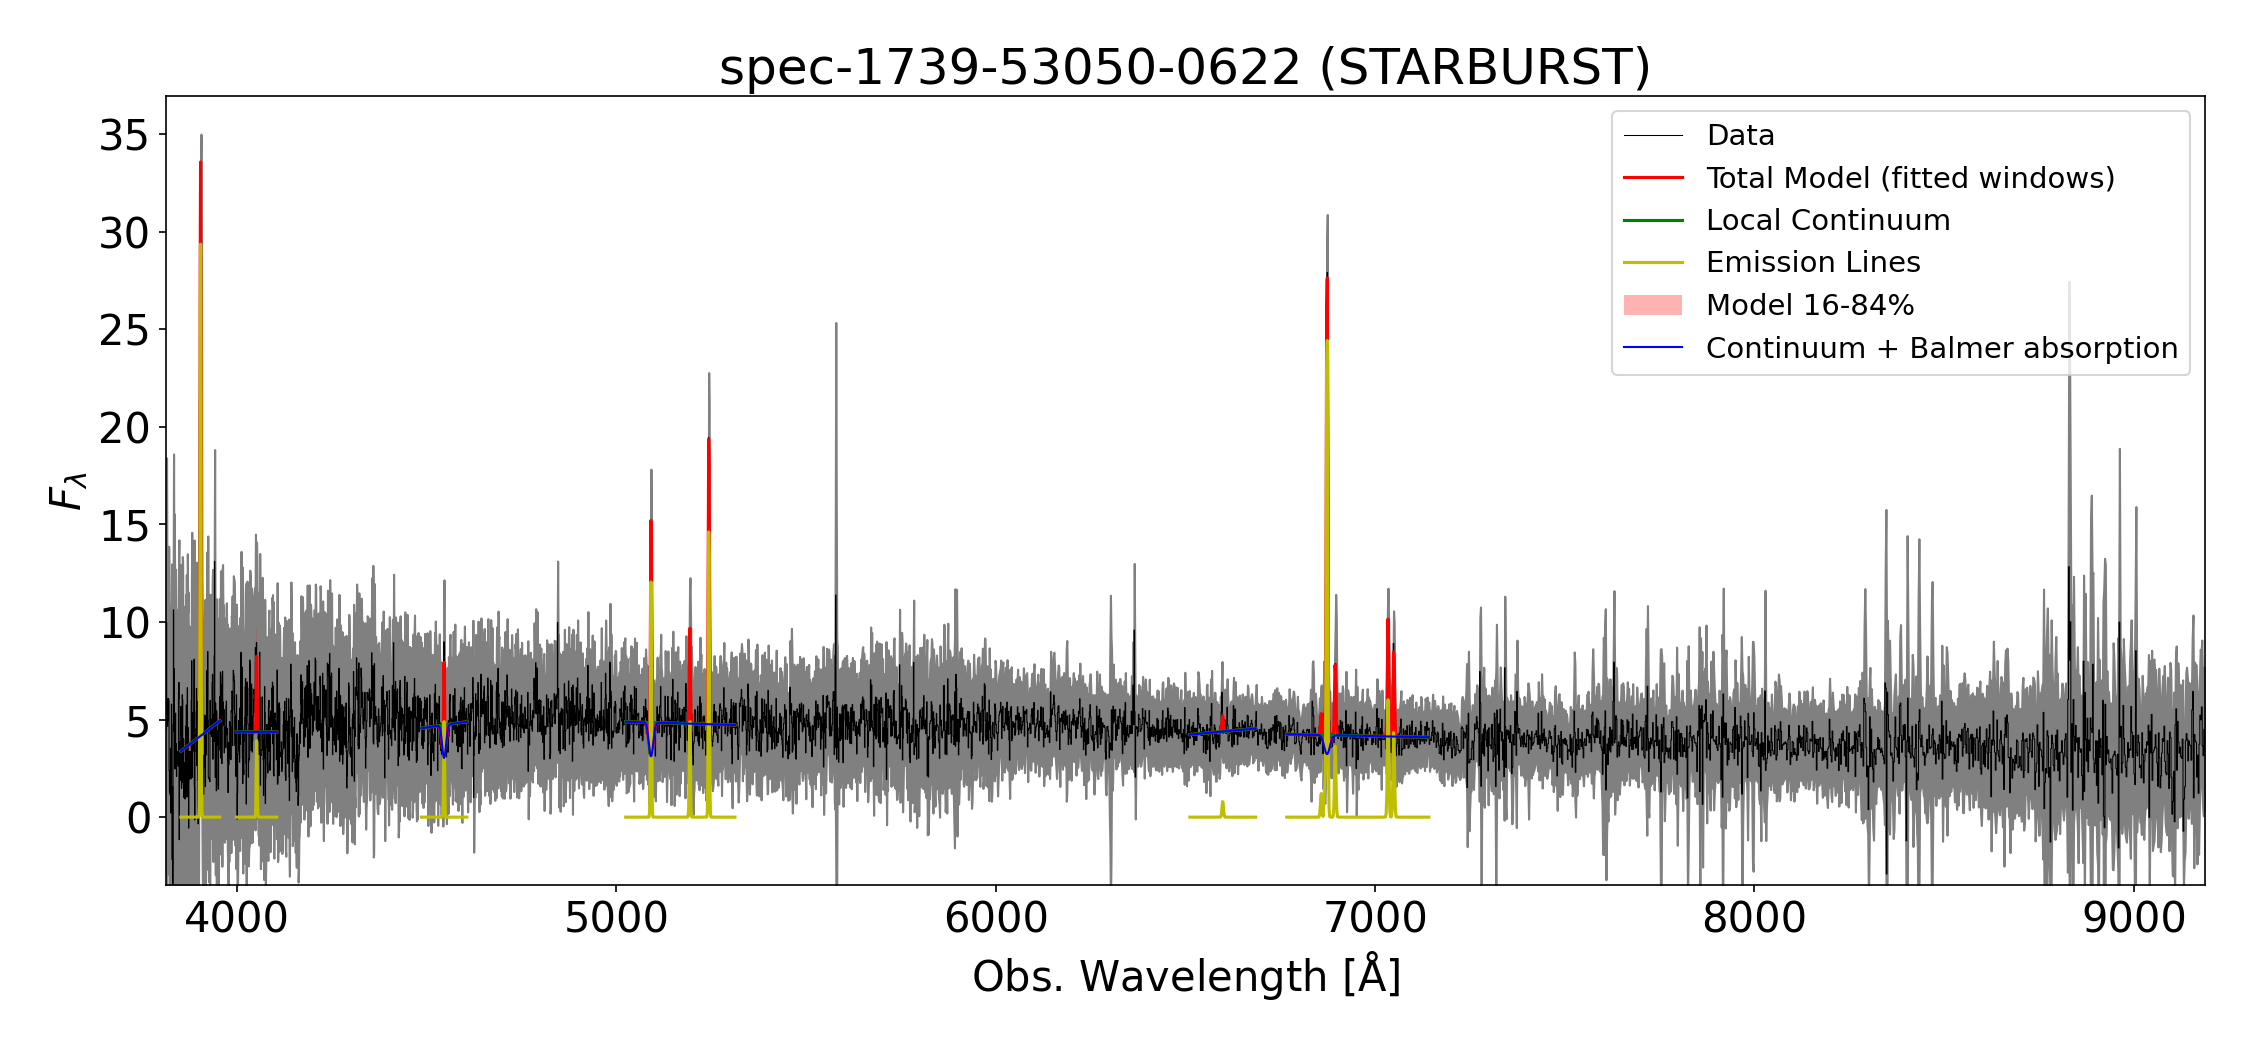 spec-1739-53050-0622 (STARBURST)
Data
Total Model (fitted windows)
Local Continuum
Emission Lines
Model 16-84%
Continuum + Balmer absorption
35
30
25
20
15
10
5
0
Fλ
4000 5000 6000 7000 8000 9000
Obs. Wavelength [Å]